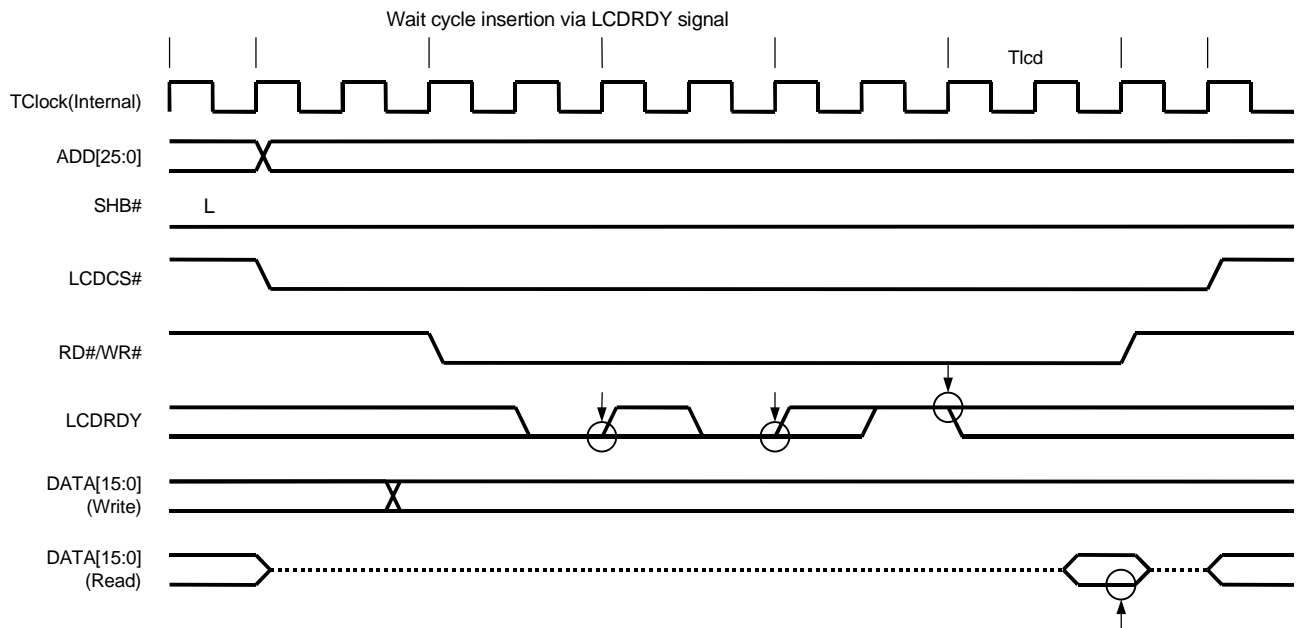 Wait cycle insertion via LCDRDY signal
Tlcd
TClock(Internal)
ADD[25:0]
SHB#
L
LCDCS#
RD#/WR#
LCDRDY
DATA[15:0]
(Write)
DATA[15:0]
(Read)